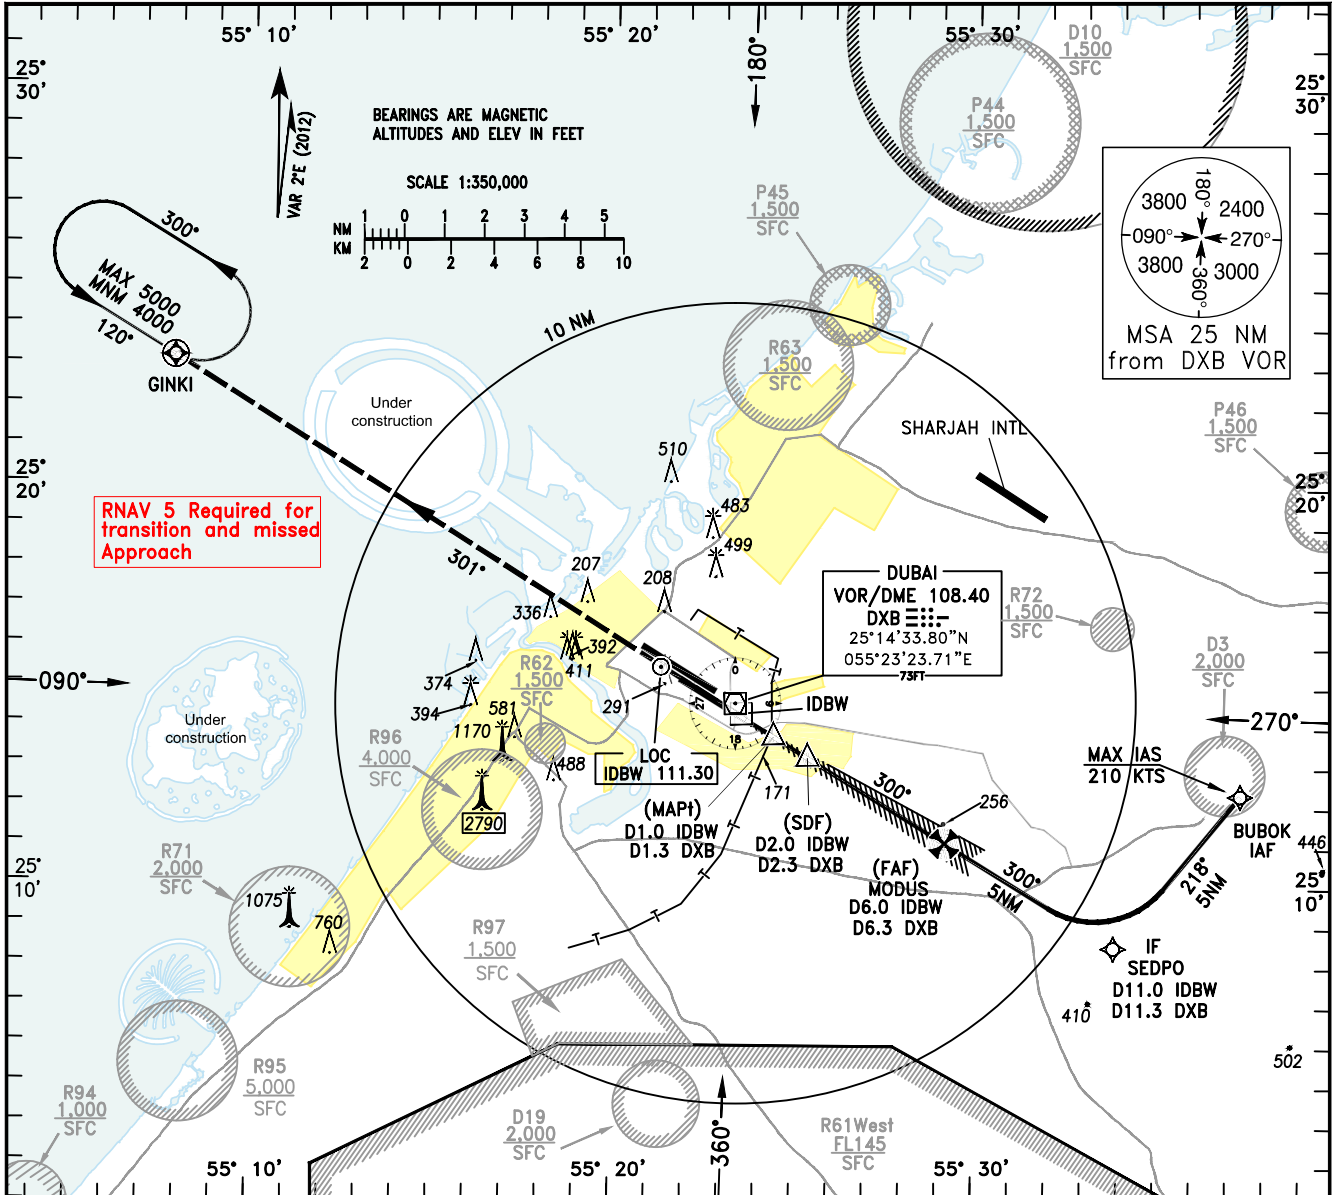 55° 10'
55° 20'
55° 30'
25°
30'
25°
30'
180°
D10
1,500
SFC
P44
1,500
SFC
BEARINGS ARE MAGNETIC
ALTITUDES AND ELEV IN FEET
VAR 2°E (2012)
SCALE 1:350,000
NM
1 0 1 2 3 4 5
KM
2 0 2 4 6 8 10
P45
1,500
SFC
180°
3800
2400
090°
270°
3800
3000
360°
MSA 25 NM
from DXB VOR
300°
MAX 5000
MNM 4000
120°
GINKI
10 NM
R63
1,500
SFC
Under
construction
SHARJAH INTL
P46
1,500
SFC
510
25°
20'
25°
20'
RNAV 5 Required for
transition and missed
Approach
483
499
301°
207
208
336
392
411
DUBAI
VOR/DME 108.40
DXB
25°14'33.80"N
055°23'23.71"E
73FT
R72
1,500
SFC
D3
2,000
SFC
R62
1,500
SFC
374
394
090°
0
6
18
21
IDBW
291
270°
Under
construction
581
1170
R96
4,000
SFC
488
LOC
IDBW 111.30
MAX IAS
210 KTS
2790
(MAPt)
D1.0 IDBW
D1.3 DXB
171
(SDF)
D2.0 IDBW
D2.3 DXB
300°
256
BUBOK
IAF
446
R71
2,000
SFC
25°
10'
25°
10'
(FAF)
MODUS
D6.0 IDBW
D6.3 DXB
300°
5NM
218°
5NM
1075
760
R97
1,500
SFC
IF
SEDPO
D11.0 IDBW
D11.3 DXB
410
502
R95
5,000
SFC
R94
1,000
SFC
D19
2,000
SFC
360°
R61West
FL145
SFC
55° 10'
55° 20'
55° 30'